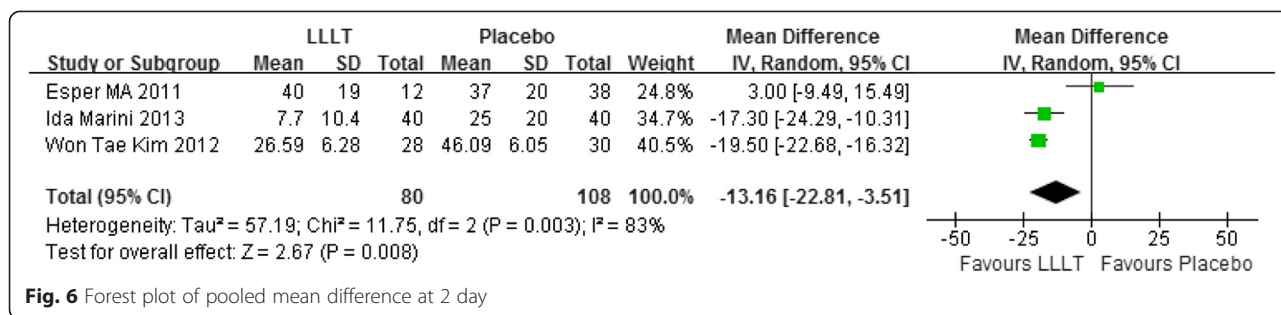 LLLT Placebo Mean Difference Mean Difference
Study or Subgroup Mean SD Total Mean SD Total Weight IV, Random, 95% CI IV, Random, 95% CI
Esper MA 2011 40 19 12 37 20 38 24.8% 3.00 [-9.49, 15.49]
Ida Marini 2013 7.7 10.4 40 25 20 40 34.7% -17.30 [-24.29, -10.31]
Won Tae Kim 2012 26.59 6.28 28 46.09 6.05 30 40.5% -19.50 [-22.68, -16.32]
Total (95% CI) 80 108 100.0% -13.16 [-22.81, -3.51]
Heterogeneity: Tau² = 57.19; Chi² = 11.75, df = 2 (P = 0.003); I² = 83%
Test for overall effect: Z = 2.67 (P = 0.008)
-50 -25 0 25 50
Favours LLLT Favours Placebo
Fig. 6 Forest plot of pooled mean difference at 2 day